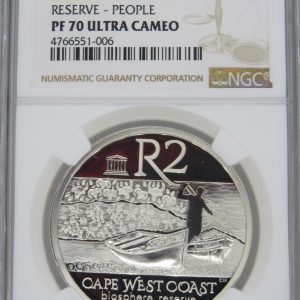 RESERVE - PEOPLE
PF 70 ULTRA CAMEO
4766551-006
NUMISMATIC GUARANTY CORPORATION
NGC
R2
CAPE WEST COAST
biosphere reserve